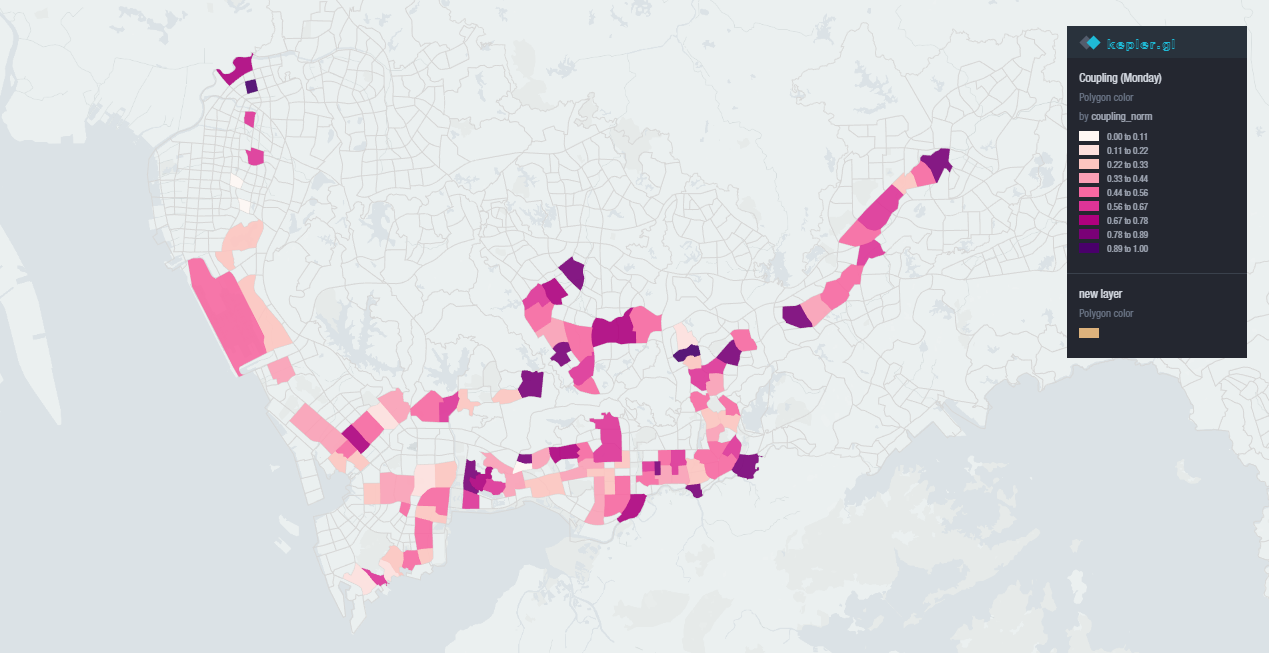 kepler.gl
Coupling (Monday)
Polygon color
by coupling_norm
0.00 to 0.11
0.11 to 0.22
0.22 to 0.33
0.33 to 0.44
0.44 to 0.56
0.56 to 0.67
0.67 to 0.78
0.78 to 0.89
0.89 to 1.00
new layer
Polygon color